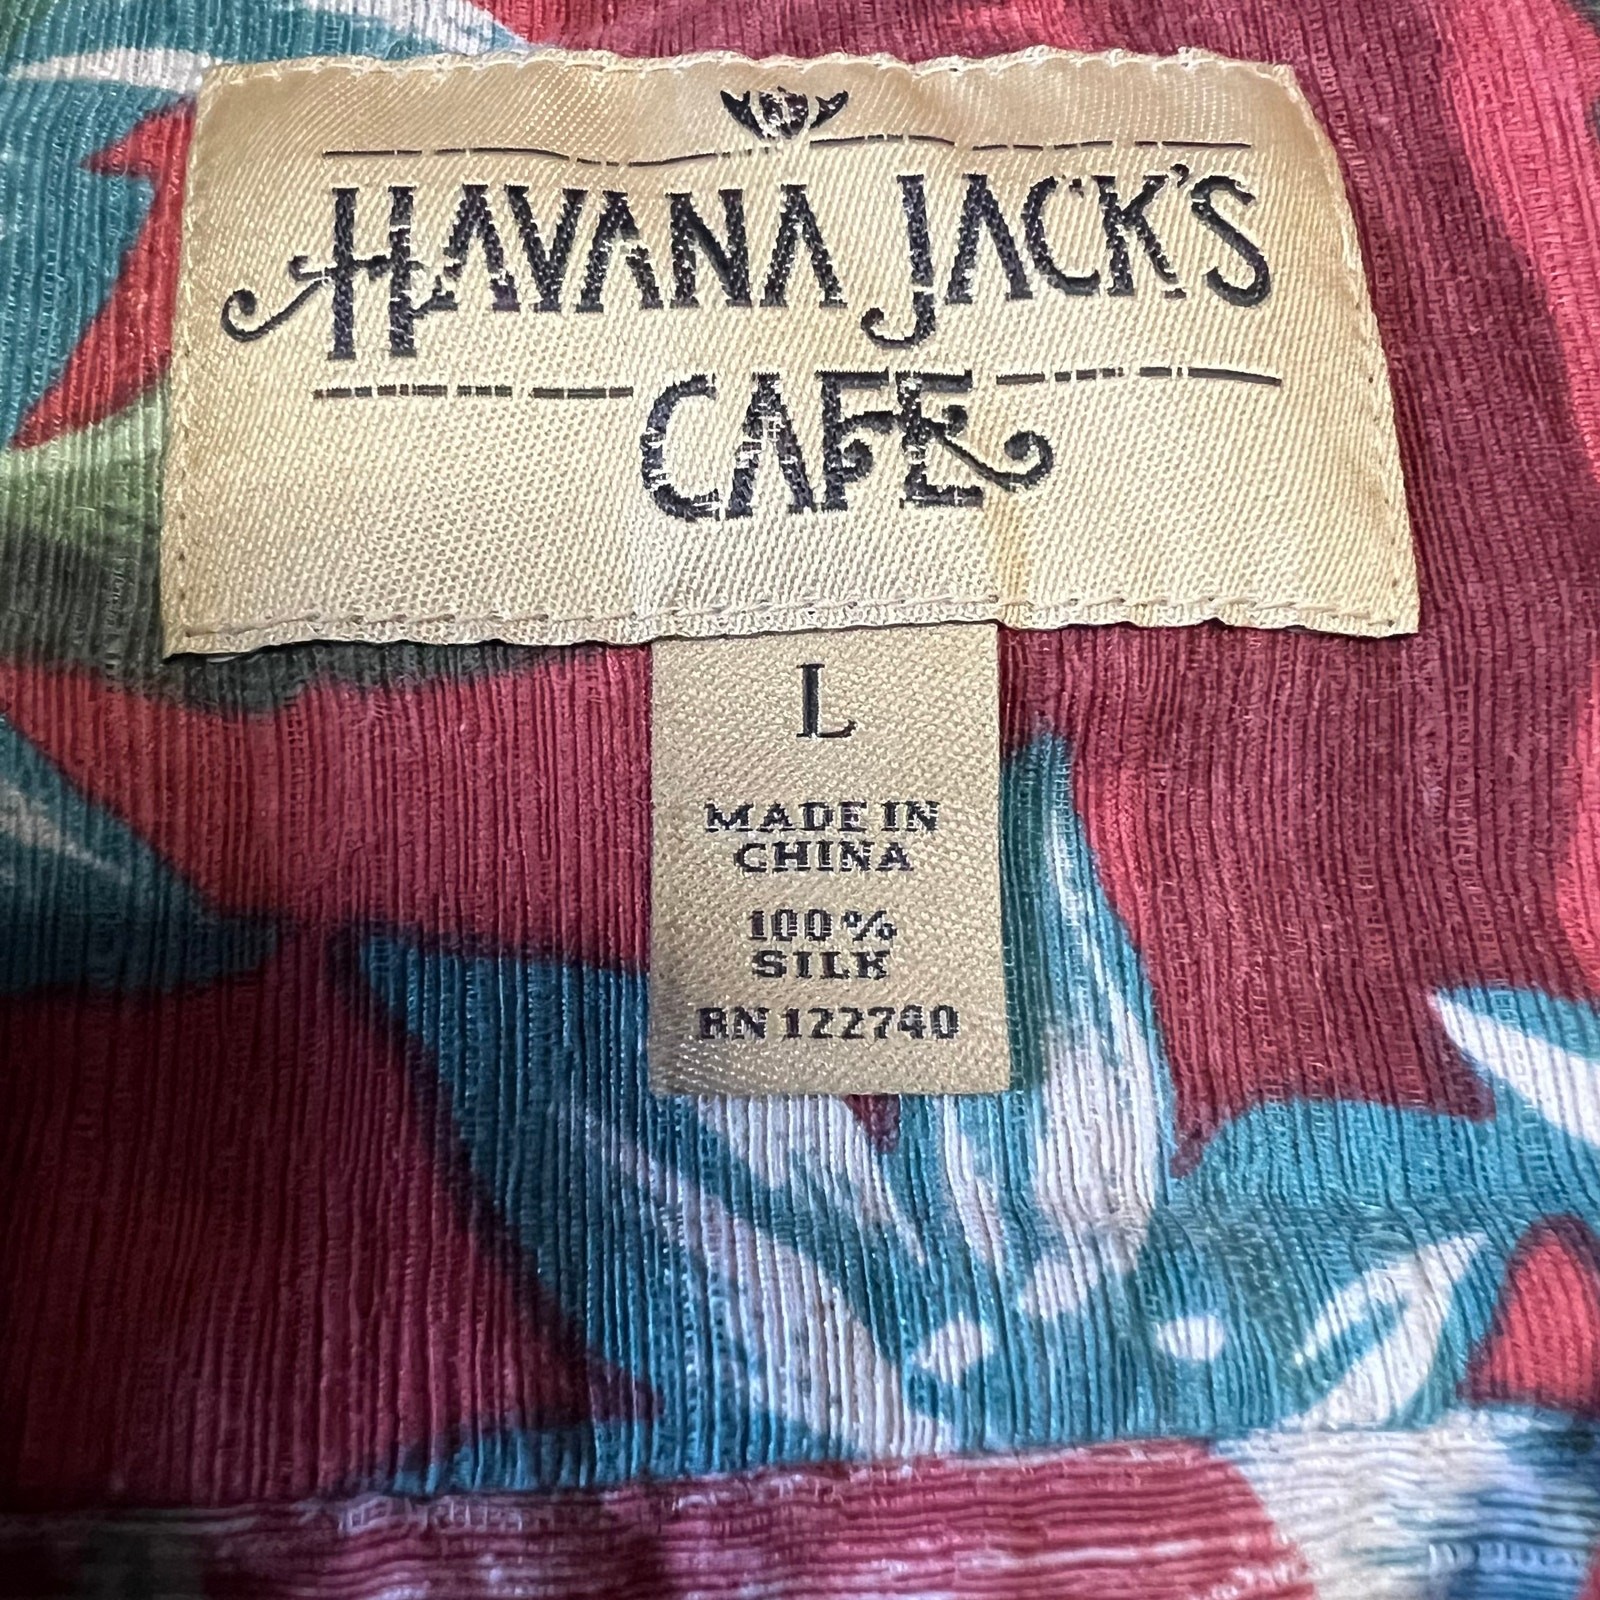 HAVANA JACK'S
CAFE
L
MADE IN
CHINA
100%
SILK
RN 122740